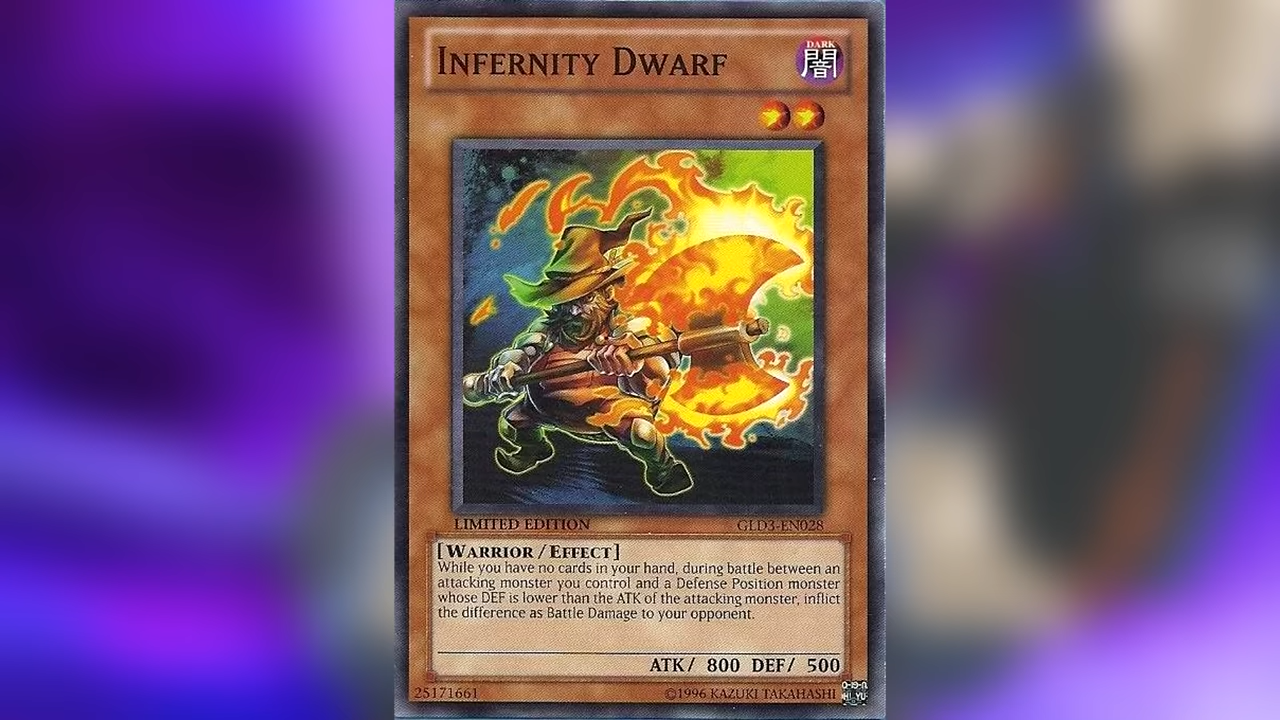 INFERNITY DWARF
DARK
闇
LIMITED EDITION
GLD3-EN028
[WARRIOR/EFFECT]
While you have no cards in your hand, during battle between an
attacking monster you control and a Defense Position monster
whose DEF is lower than the ATK of the attacking monster, inflict
the difference as Battle Damage to your opponent.
ATK/ 800 DEF/ 500
25171661
©1996 KAZUKI TAKAHASHI